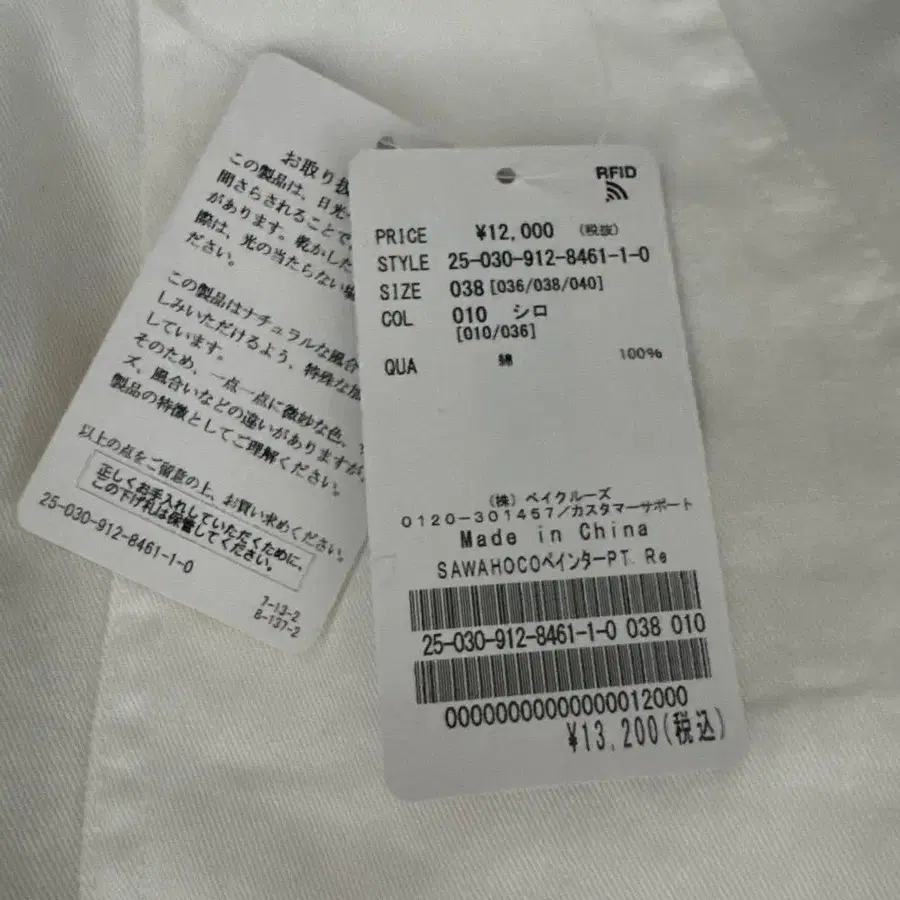 お取り扱
この製品は、日光
間さらされることで、
があります。乾かした
際は、光の当たらない場
ださい。
この製品はナチュラルな風合
しみいただけるよう、特殊な加
しています。
そのため、一点一点に微妙な色、
ズ、風合いなどの違いがありますが、
製品の特徴としてご理解ください。
以上の点をご留意の上、お買い求めください。
正しくお手入れしていただくために、
この下げ札は保管してください。
25-030-912-8461-1-0
7-13-2
8-137-2
RFID
PRICE ¥12,000 (税抜)
STYLE 25-030-912-8461-1-0
SIZE 038 [036/038/040]
COL 010 シロ
[010/036]
QUA 綿 100%
(株) ベイクルーズ
0120-301457/カスタマーサポート
Made in China
SAWAHOCOペインターPT Re
25-030-912-8461-1-0 038 010
00000000000000012000
¥13,200(税込)